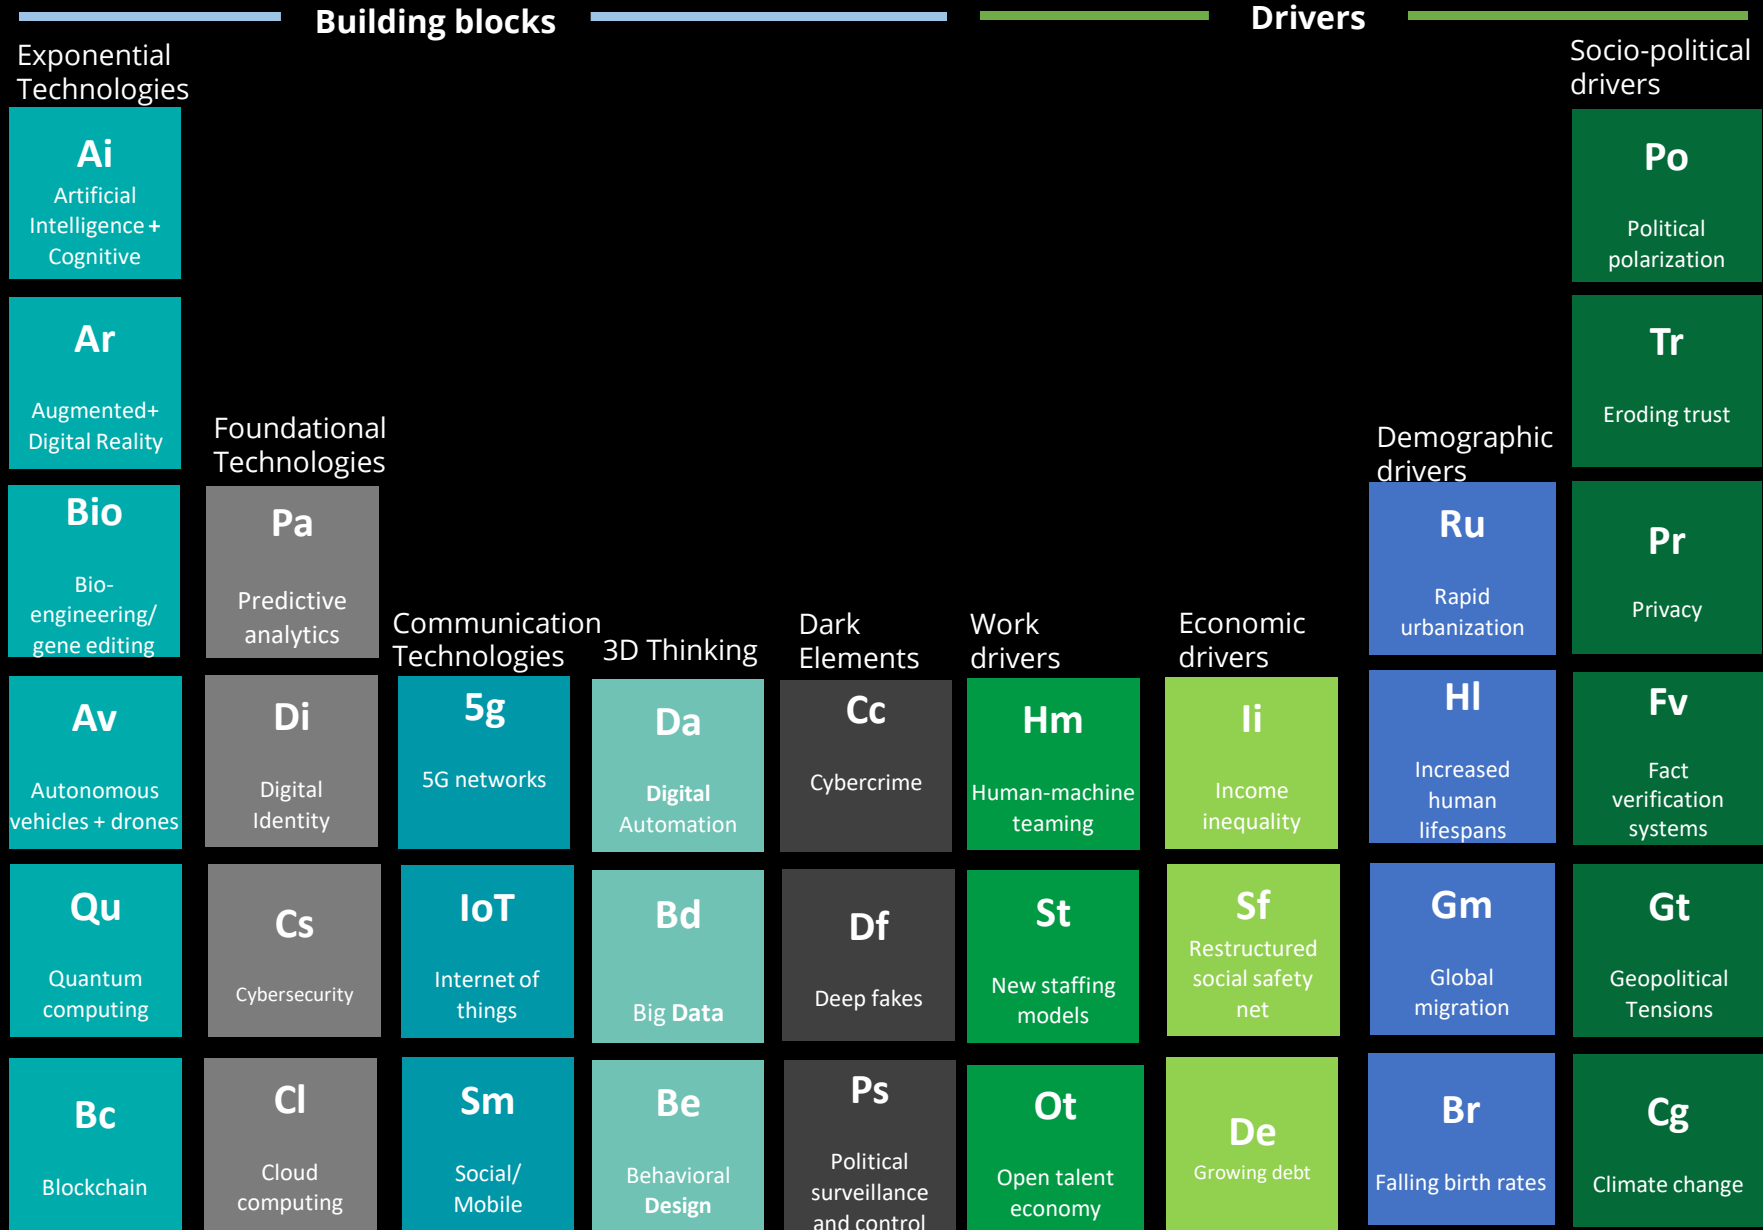 Building blocks
Drivers
Exponential
Technologies
Ai
Artificial
Intelligence +
Cognitive
Ar
Augmented+
Digital Reality
Bio
Bio-
engineering/
gene editing
Av
Autonomous
vehicles + drones
Qu
Quantum
computing
Bc
Blockchain
Foundational
Technologies
Pa
Predictive
analytics
Di
Digital
Identity
Cs
Cybersecurity
Cl
Cloud
computing
Communication
Technologies
5g
5G networks
IoT
Internet of
things
Sm
Social/
Mobile
3D Thinking
Da
Digital
Automation
Bd
Big Data
Be
Behavioral
Design
Dark
Elements
Cc
Cybercrime
Df
Deep fakes
Ps
Political
surveillance
and control
Work
drivers
Hm
Human-machine
teaming
St
New staffing
models
Ot
Open talent
economy
Economic
drivers
Ii
Income
inequality
Sf
Restructured
social safety
net
De
Growing debt
Demographic
drivers
Ru
Rapid
urbanization
Hl
Increased
human
lifespans
Gm
Global
migration
Br
Falling birth rates
Socio-political
drivers
Po
Political
polarization
Tr
Eroding trust
Pr
Privacy
Fv
Fact
verification
systems
Gt
Geopolitical
Tensions
Cg
Climate change